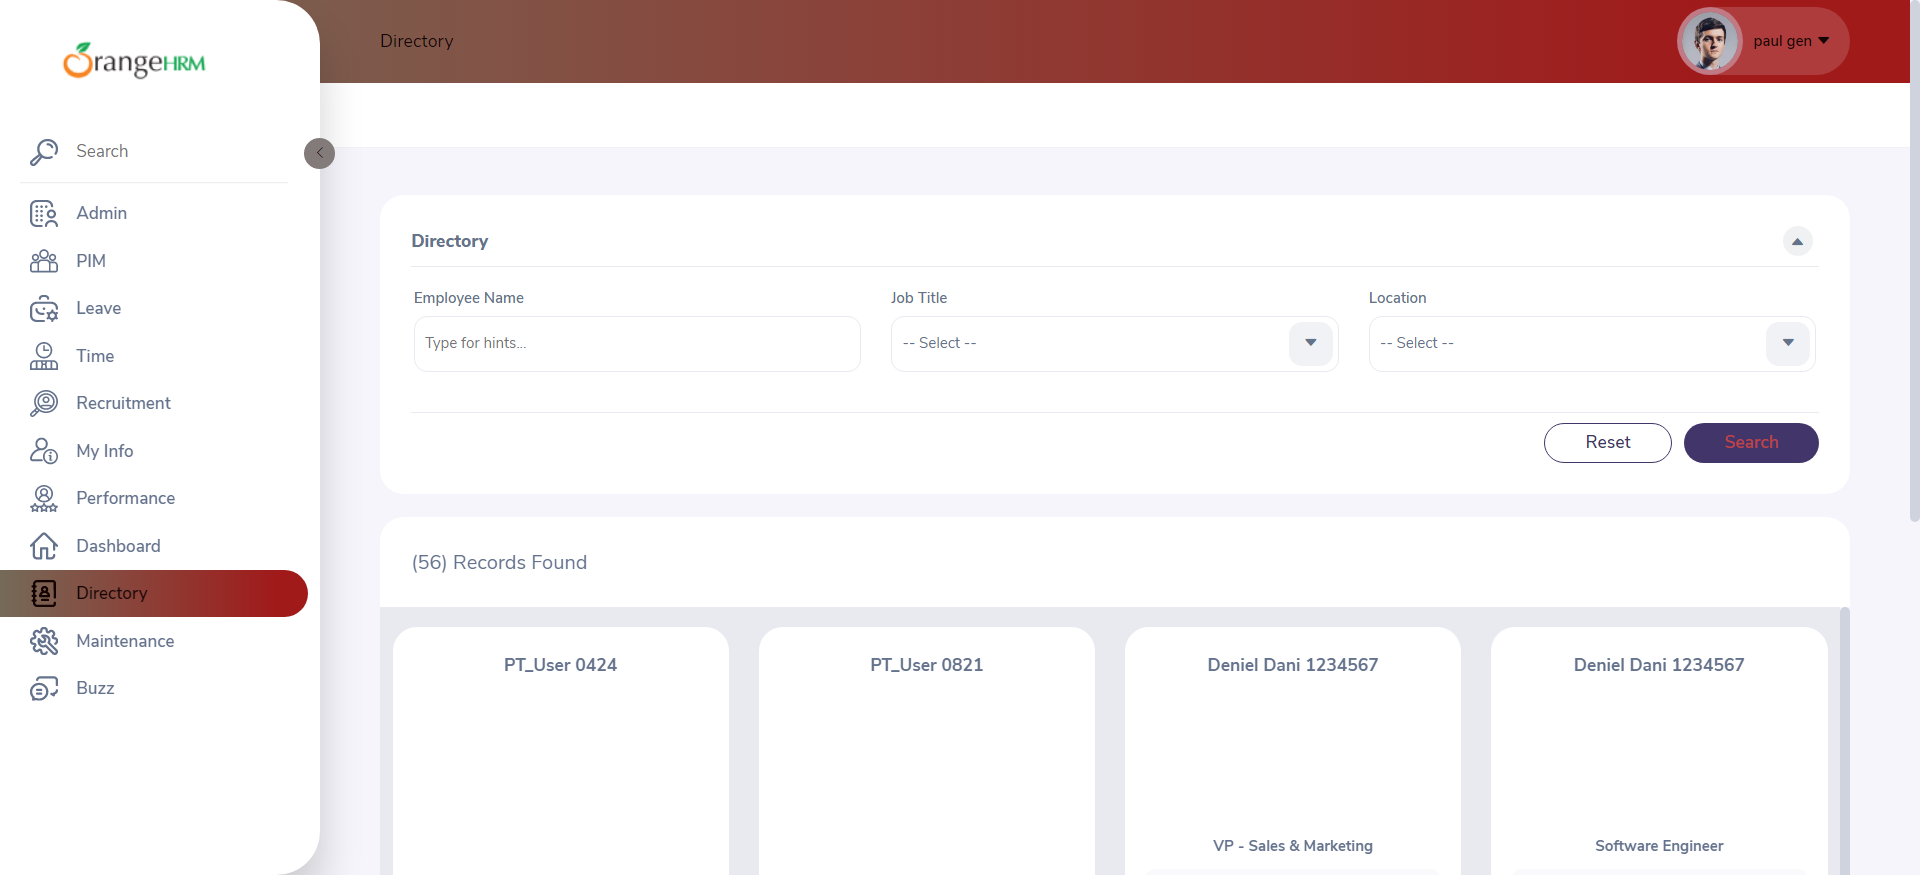 OrangeHRM
Search
Admin
PIM
Leave
Time
Recruitment
My Info
Performance
Dashboard
Directory
Maintenance
Buzz
Directory
paul gen
Directory
Employee Name
Job Title
Location
Type for hints...
-- Select --
-- Select --
Reset
Search
(56) Records Found
PT_User 0424
PT_User 0821
Deniel Dani 1234567
Deniel Dani 1234567
VP - Sales & Marketing
Software Engineer